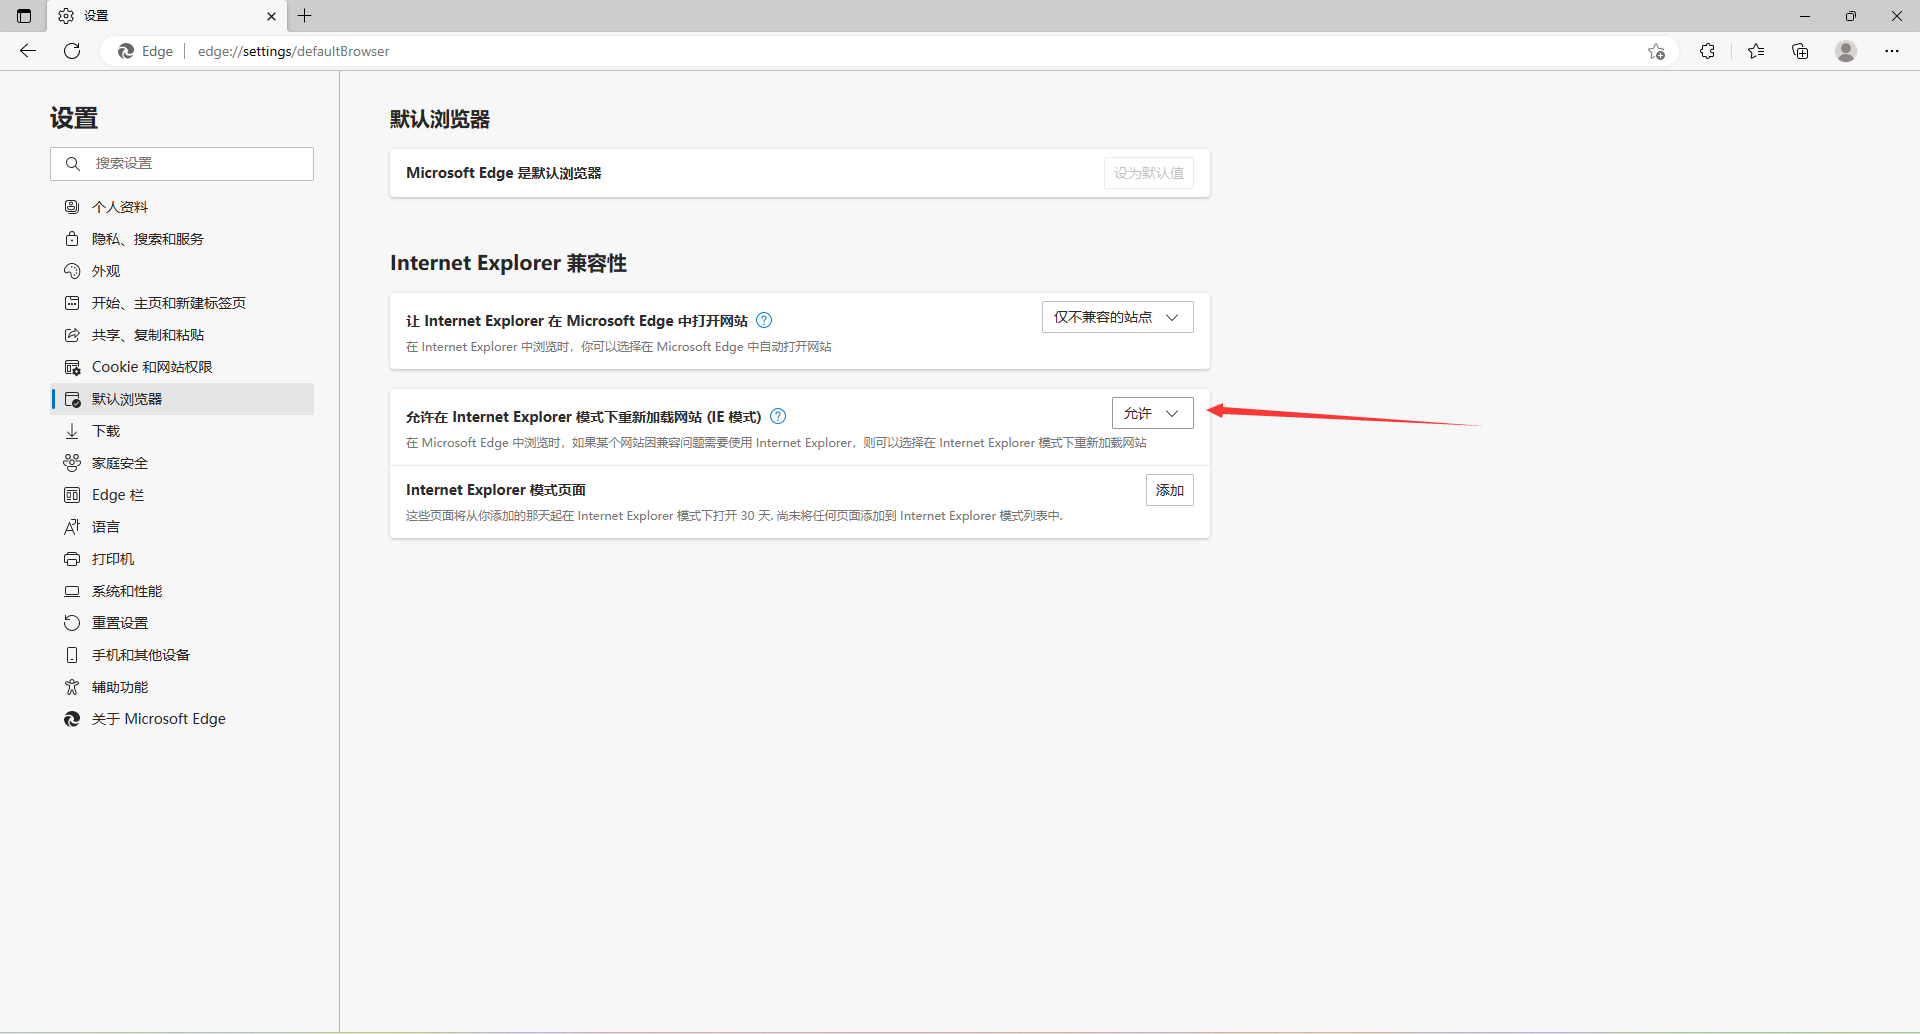 设置
Edge
edge://settings/defaultBrowser
设置
搜索设置
个人资料
隐私、搜索和服务
外观
开始、主页和新建标签页
共享、复制和粘贴
Cookie 和网站权限
默认浏览器
下载
家庭安全
Edge 栏
语言
打印机
系统和性能
重置设置
手机和其他设备
辅助功能
关于 Microsoft Edge
默认浏览器
Microsoft Edge 是默认浏览器
设为默认值
Internet Explorer 兼容性
让 Internet Explorer 在 Microsoft Edge 中打开网站
仅不兼容的站点
在 Internet Explorer 中浏览时，你可以选择在 Microsoft Edge 中自动打开网站
允许在 Internet Explorer 模式下重新加载网站 (IE 模式)
允许
在 Microsoft Edge 中浏览时，如果某个网站因兼容问题需要使用 Internet Explorer，则可以选择在 Internet Explorer 模式下重新加载网站
Internet Explorer 模式页面
添加
这些页面将从你添加的那天起在 Internet Explorer 模式下打开 30 天. 尚未将任何页面添加到 Internet Explorer 模式列表中.